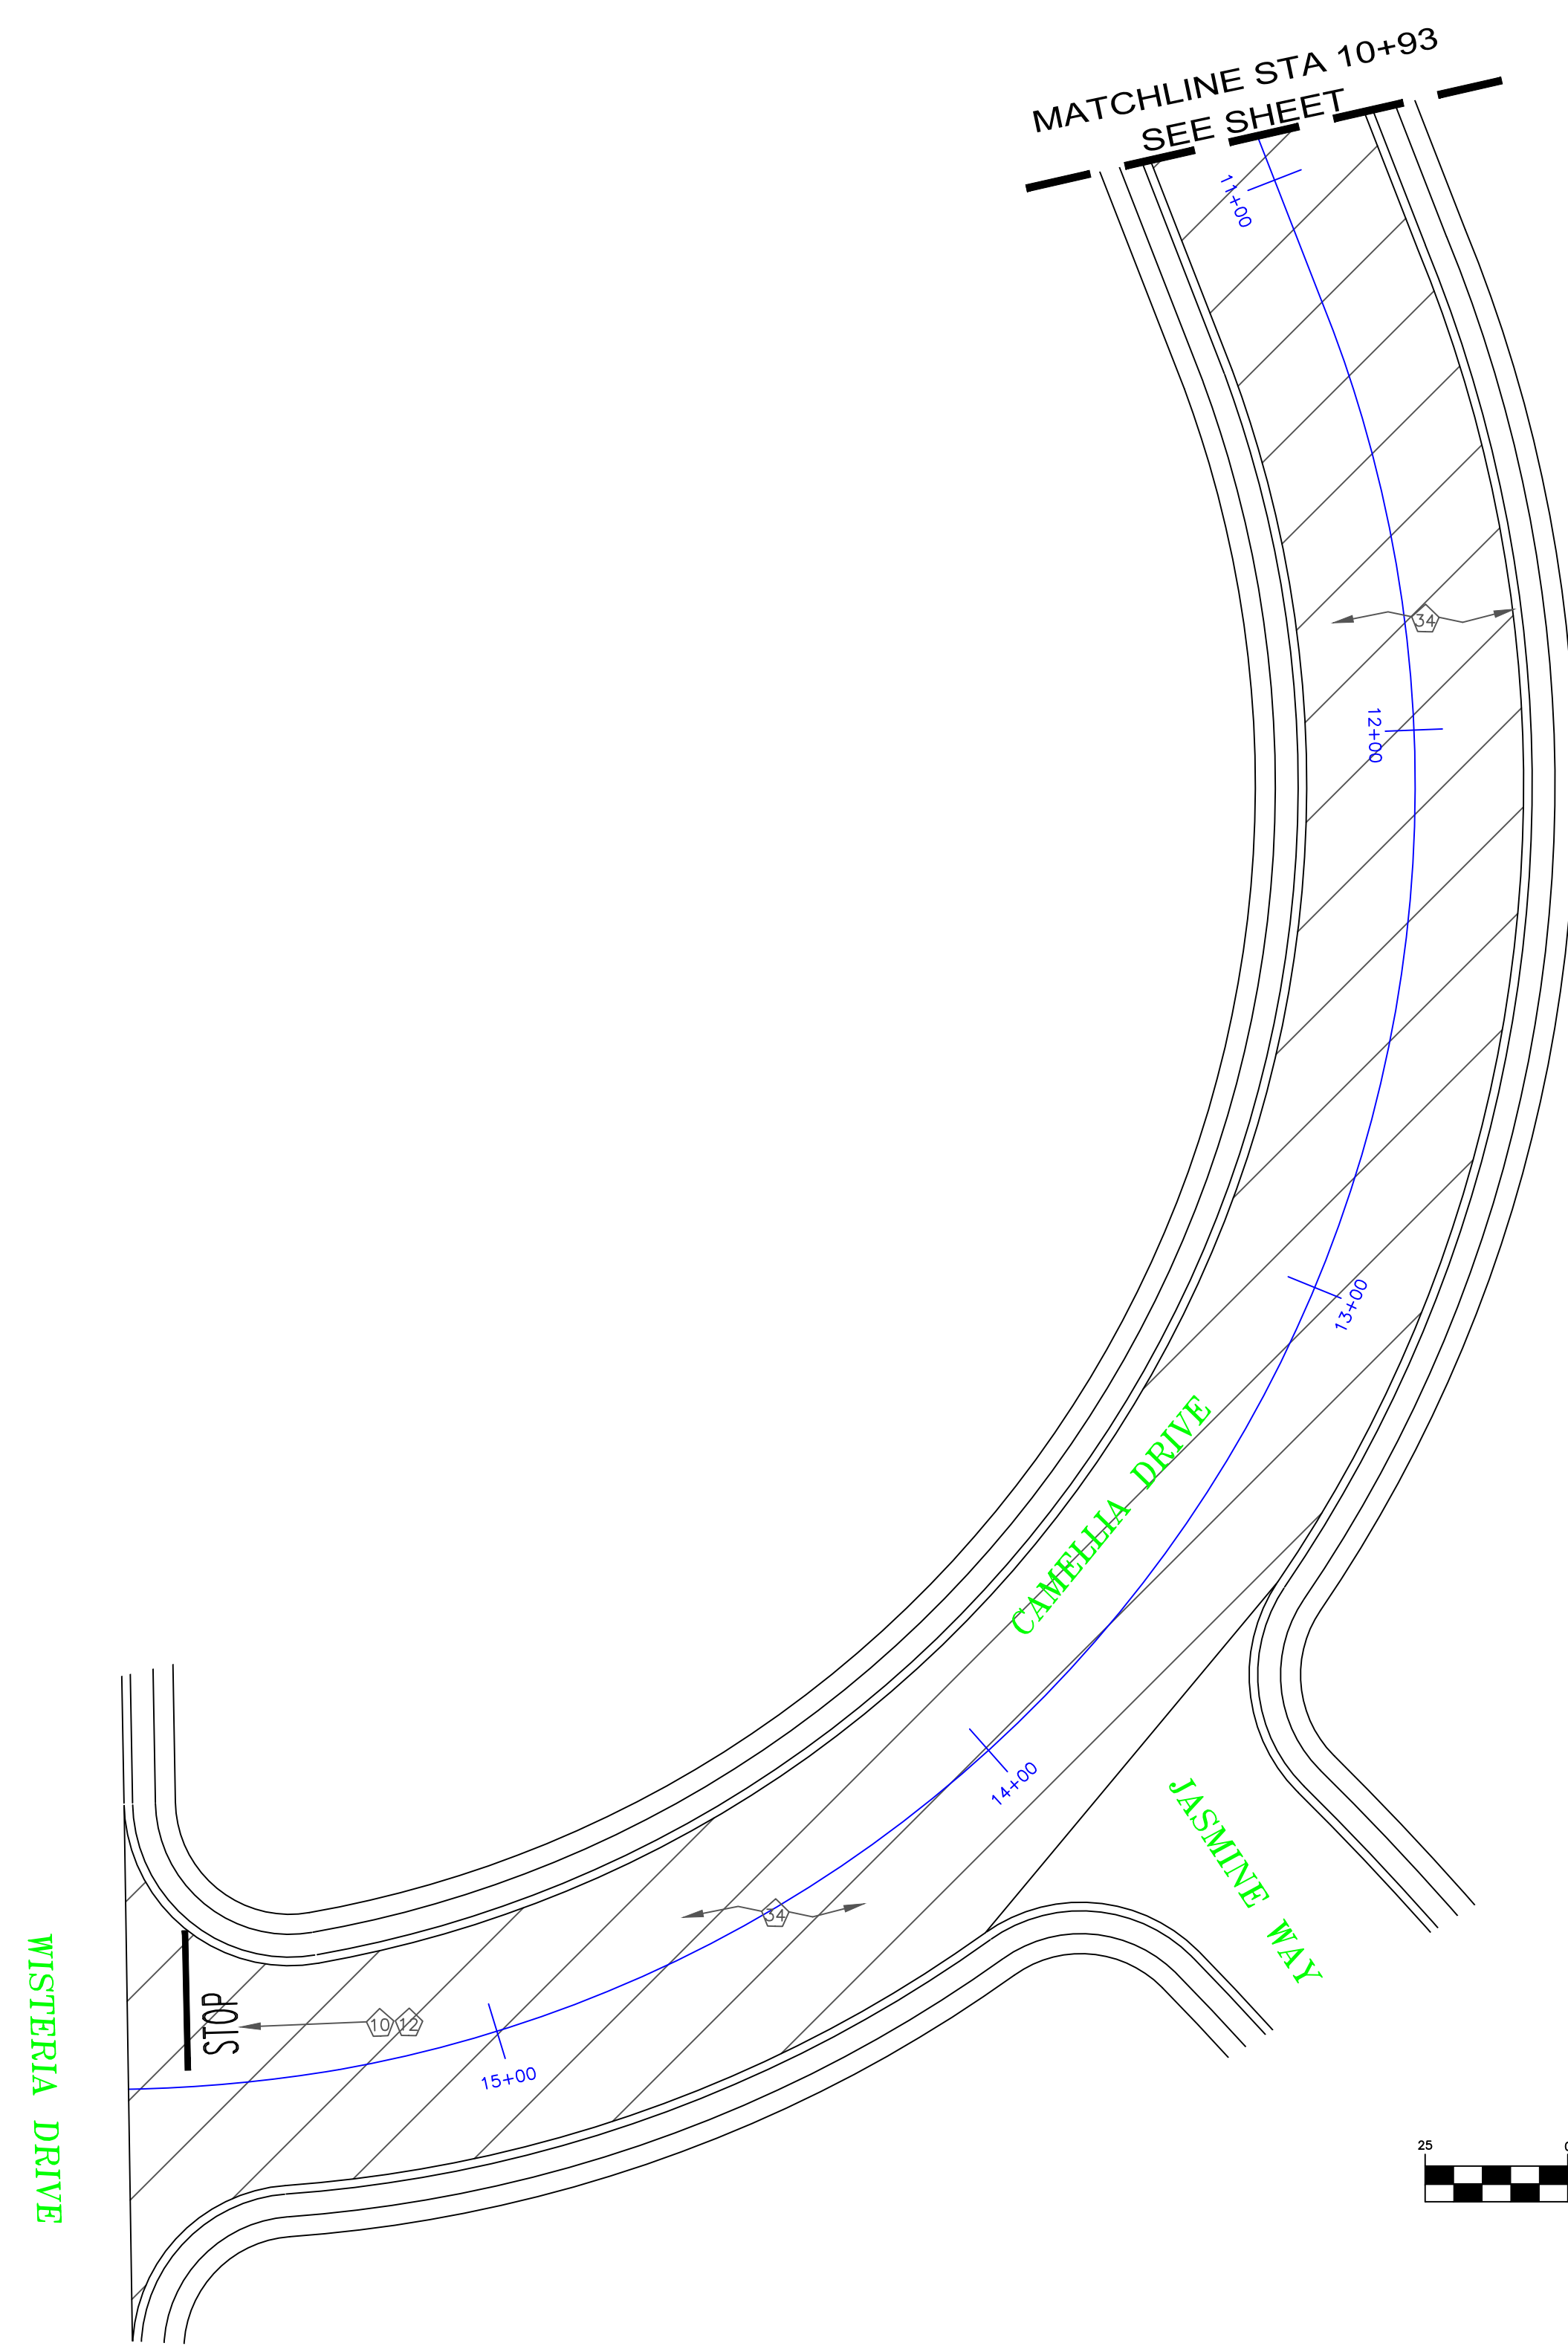 MATCHLINE STA 10+93
SEE SHEET
11+00
34
12+00
13+00
CAMELLIA DRIVE
14+00
JASMINE WAY
34
STOP
10 12
15+00
WISTERIA DRIVE
25